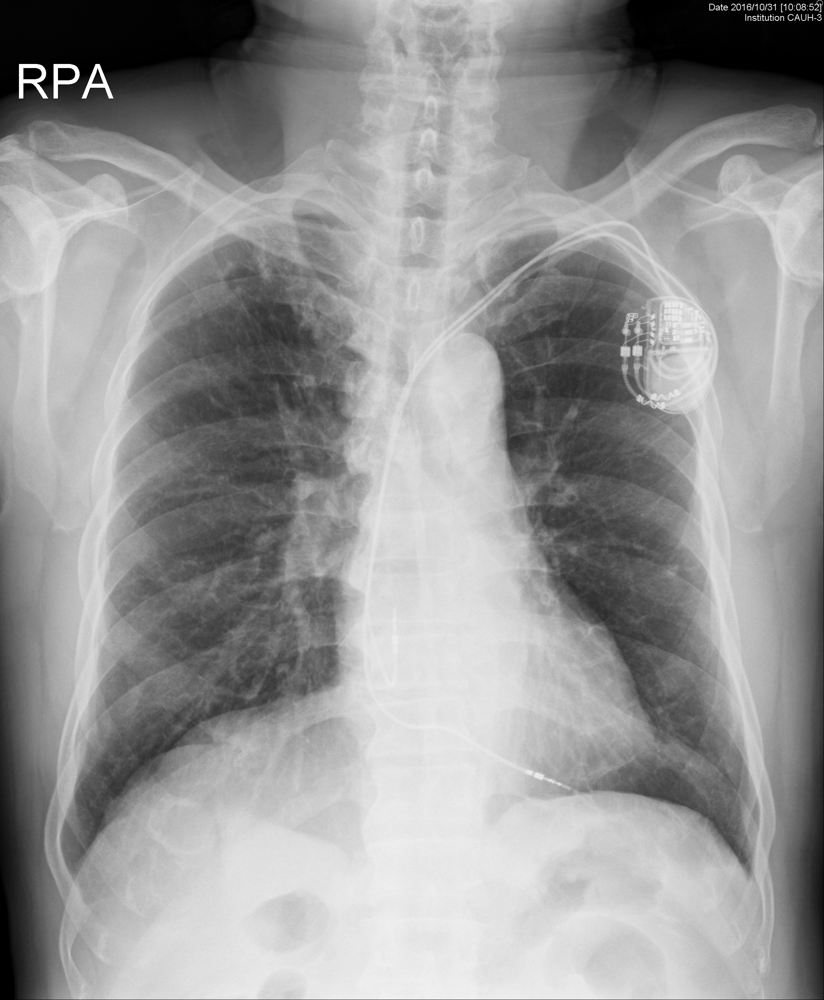 Date 2016/10/31 [10:08:52]
Institution CAUH-3
RPA